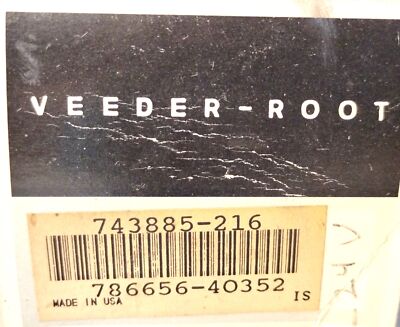 VEEDER-ROOT
743885-216
786656-40352
MADE IN USA
IS